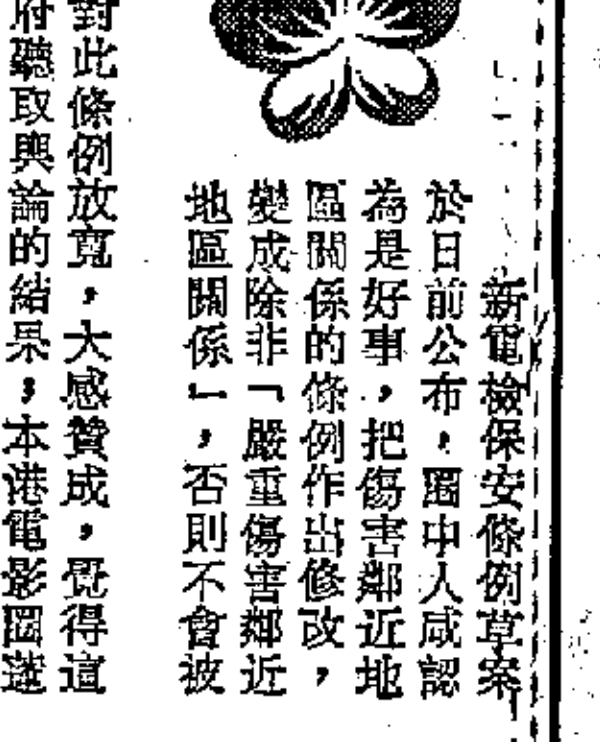 新電檢保安條例草案
於日前公布，圈中人咸認
為是好事，把傷害鄰近地
區關係的條例作出修改，
變成除非「嚴重傷害鄰近
地區關係」，否則不會被
對此條例放寬，大感贊成，覺得這
府聽取輿論的結果；本港電影圈蓬